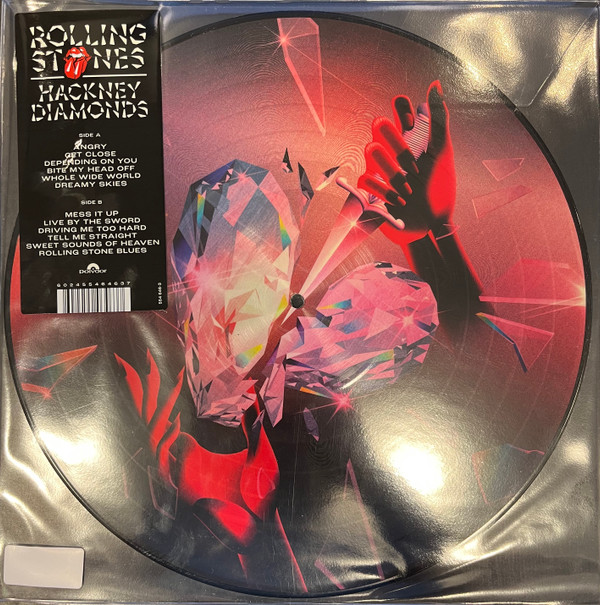 ROLLING
STONES
HACKNEY
DIAMONDS
SIDE A
ANGRY
GET CLOSE
DEPENDING ON YOU
BITE MY HEAD OFF
WHOLE WIDE WORLD
DREAMY SKIES
SIDE B
MESS IT UP
LIVE BY THE SWORD
DRIVING ME TOO HARD
TELL ME STRAIGHT
SWEET SOUNDS OF HEAVEN
ROLLING STONE BLUES
polydor
602455464607